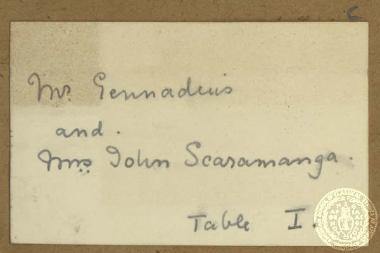 Mr. Gennadius
and.
Mrs John Scaramanga.
Table I.